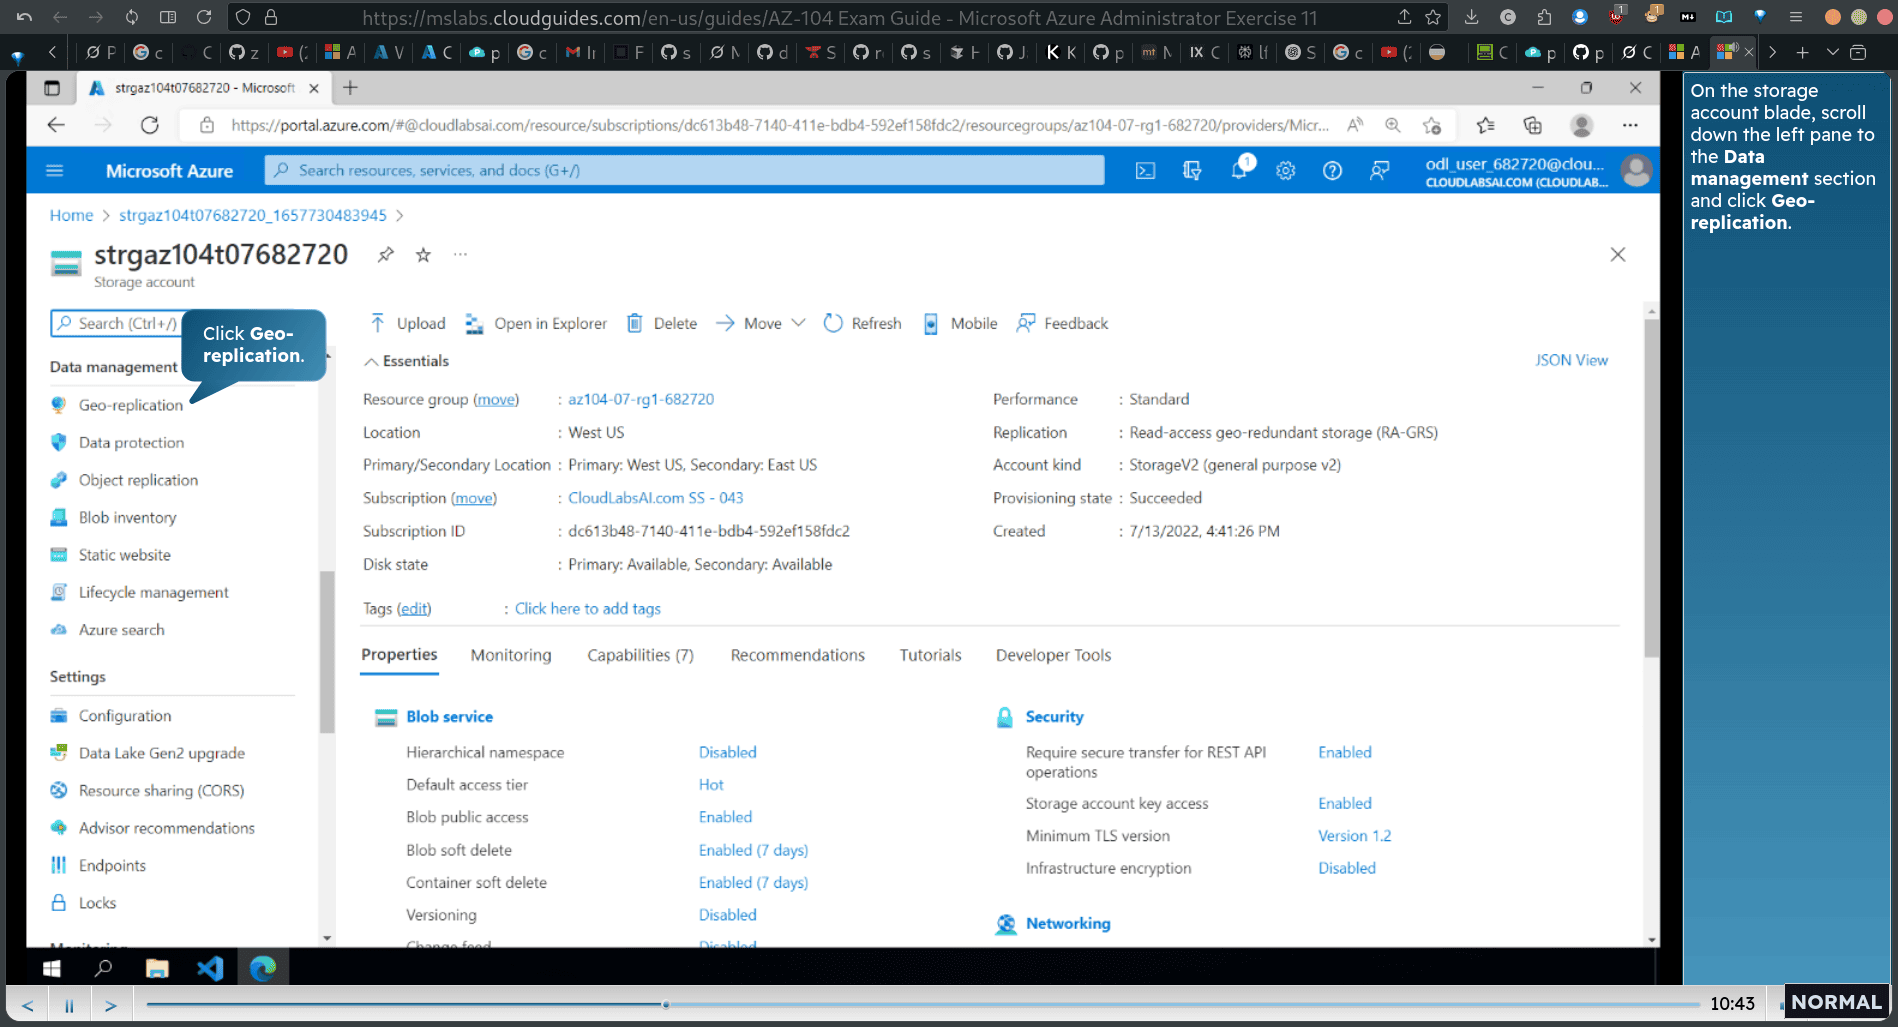 https://mslabs.cloudguides.com/en-us/guides/AZ-104 Exam Guide - Microsoft Azure Administrator Exercise 11
strgaz104t07682720 - Microsoft
https://portal.azure.com/#@cloudlabsai.com/resource/subscriptions/dc613b48-7140-411e-bdb4-592ef158fdc2/resourcegroups/az104-07-rg1-682720/providers/Micr...
Microsoft Azure
Search resources, services, and docs (G+/)
1
odl_user_682720@clou...
CLOUDLABSAI.COM (CLOUDLAB...
Home > strgaz104t07682720_1657730483945 >
strgaz104t07682720
Storage account
Search (Ctrl+/)
Click Geo-
replication.
Data management
Geo-replication
Data protection
Object replication
Blob inventory
Static website
Lifecycle management
Azure search
Settings
Configuration
Data Lake Gen2 upgrade
Resource sharing (CORS)
Advisor recommendations
Endpoints
Locks
Monitoring
Upload Open in Explorer Delete Move Refresh Mobile Feedback
Essentials
JSON View
Resource group (move) : az104-07-rg1-682720
Location : West US
Primary/Secondary Location : Primary: West US, Secondary: East US
Subscription (move) : CloudLabsAI.com SS - 043
Subscription ID : dc613b48-7140-411e-bdb4-592ef158fdc2
Disk state : Primary: Available, Secondary: Available
Performance : Standard
Replication : Read-access geo-redundant storage (RA-GRS)
Account kind : StorageV2 (general purpose v2)
Provisioning state : Succeeded
Created : 7/13/2022, 4:41:26 PM
Tags (edit) : Click here to add tags
Properties Monitoring Capabilities (7) Recommendations Tutorials Developer Tools
Blob service
Hierarchical namespace Disabled
Default access tier Hot
Blob public access Enabled
Blob soft delete Enabled (7 days)
Container soft delete Enabled (7 days)
Versioning Disabled
Change feed Disabled
Security
Require secure transfer for REST API
operations Enabled
Storage account key access Enabled
Minimum TLS version Version 1.2
Infrastructure encryption Disabled
Networking
On the storage
account blade, scroll
down the left pane to
the Data
management section
and click Geo-
replication.
10:43
NORMAL